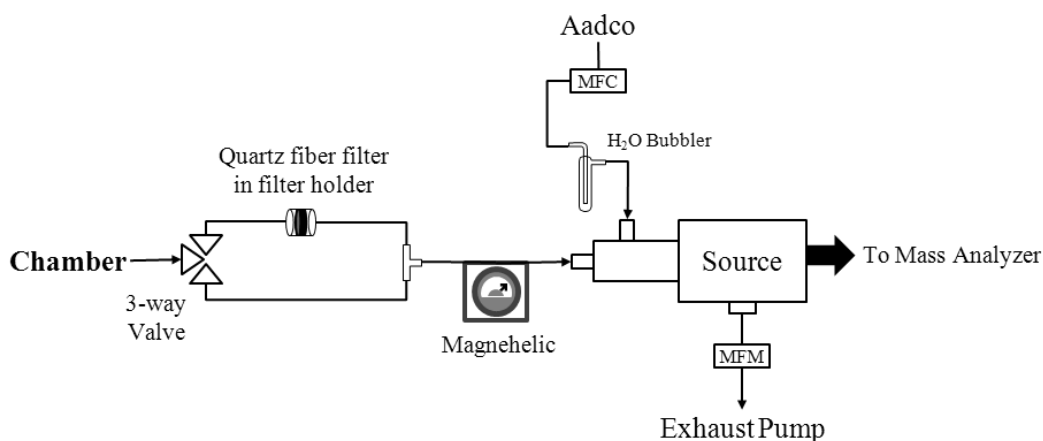 Aadco
MFC
H₂O Bubbler
Quartz fiber filter
in filter holder
Chamber
3-way
Valve
Magnehelic
Source
To Mass Analyzer
MFM
Exhaust Pump